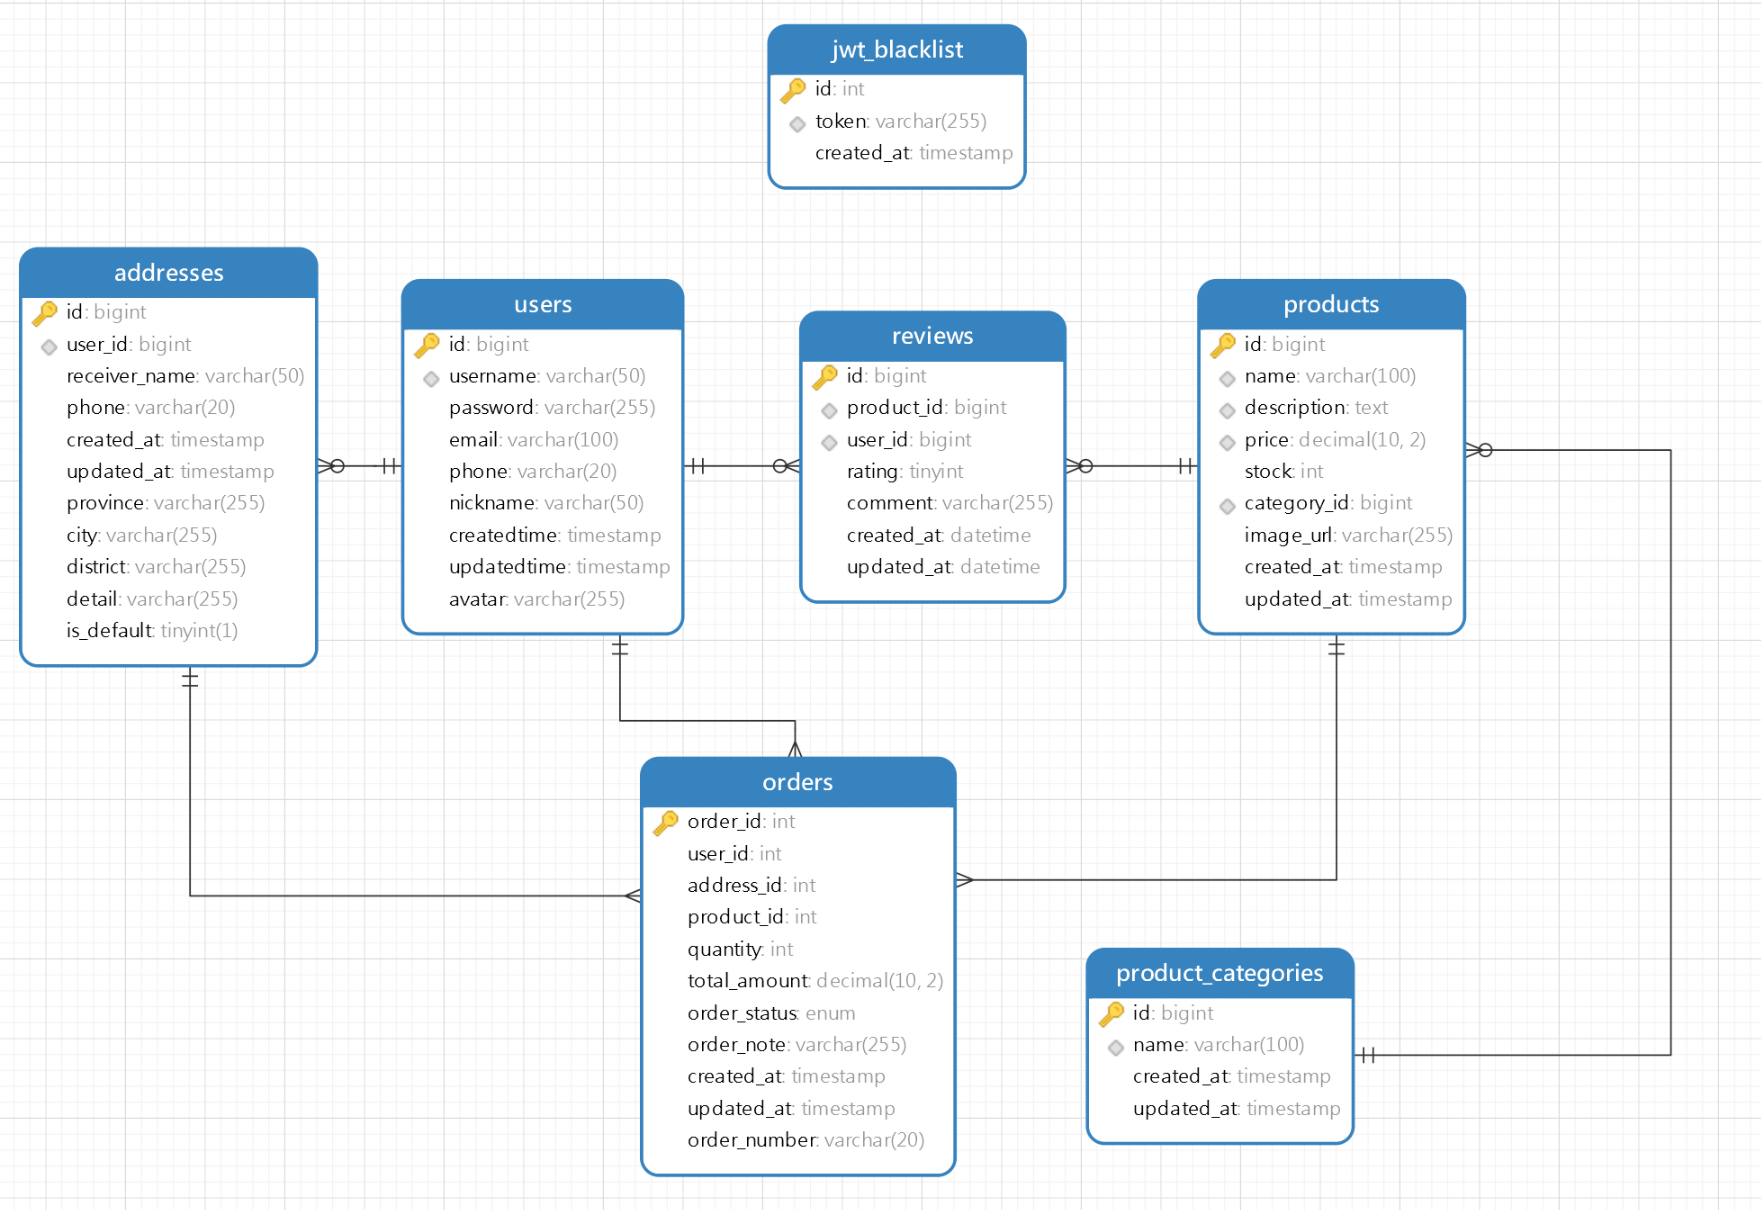 jwt_blacklist
id: int
token: varchar(255)
created_at: timestamp
addresses
id: bigint
user_id: bigint
receiver_name: varchar(50)
phone: varchar(20)
created_at: timestamp
updated_at: timestamp
province: varchar(255)
city: varchar(255)
district: varchar(255)
detail: varchar(255)
is_default: tinyint(1)
users
id: bigint
username: varchar(50)
password: varchar(255)
email: varchar(100)
phone: varchar(20)
nickname: varchar(50)
createdtime: timestamp
updatedtime: timestamp
avatar: varchar(255)
reviews
id: bigint
product_id: bigint
user_id: bigint
rating: tinyint
comment: varchar(255)
created_at: datetime
updated_at: datetime
products
id: bigint
name: varchar(100)
description: text
price: decimal(10, 2)
stock: int
category_id: bigint
image_url: varchar(255)
created_at: timestamp
updated_at: timestamp
orders
order_id: int
user_id: int
address_id: int
product_id: int
quantity: int
total_amount: decimal(10, 2)
order_status: enum
order_note: varchar(255)
created_at: timestamp
updated_at: timestamp
order_number: varchar(20)
product_categories
id: bigint
name: varchar(100)
created_at: timestamp
updated_at: timestamp